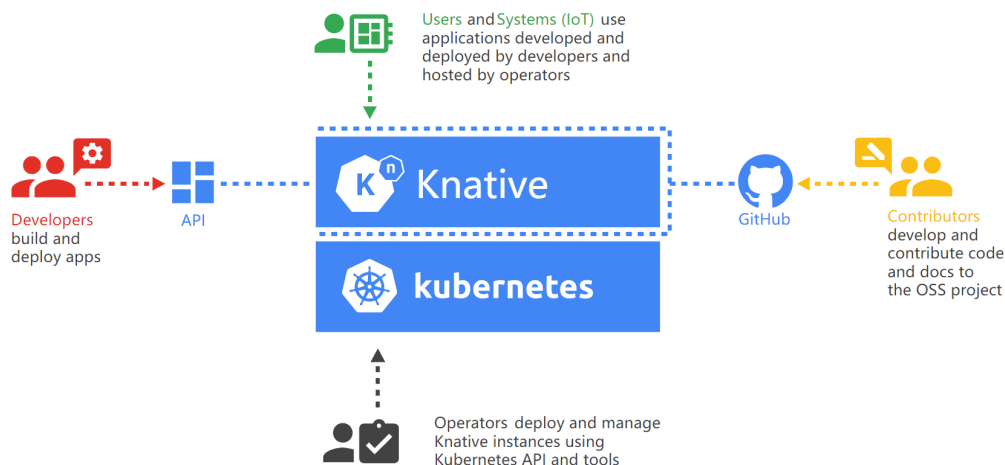 Users and Systems (IoT) use
applications developed and
deployed by developers and
hosted by operators
K n Knative
Developers
build and
deploy apps
API
GitHub
Contributors
develop and
contribute code
and docs to
the OSS project
kubernetes
Operators deploy and manage
Knative instances using
Kubernetes API and tools